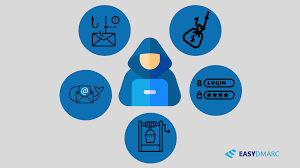 @
$
LOGIN
****
EASYDMARC